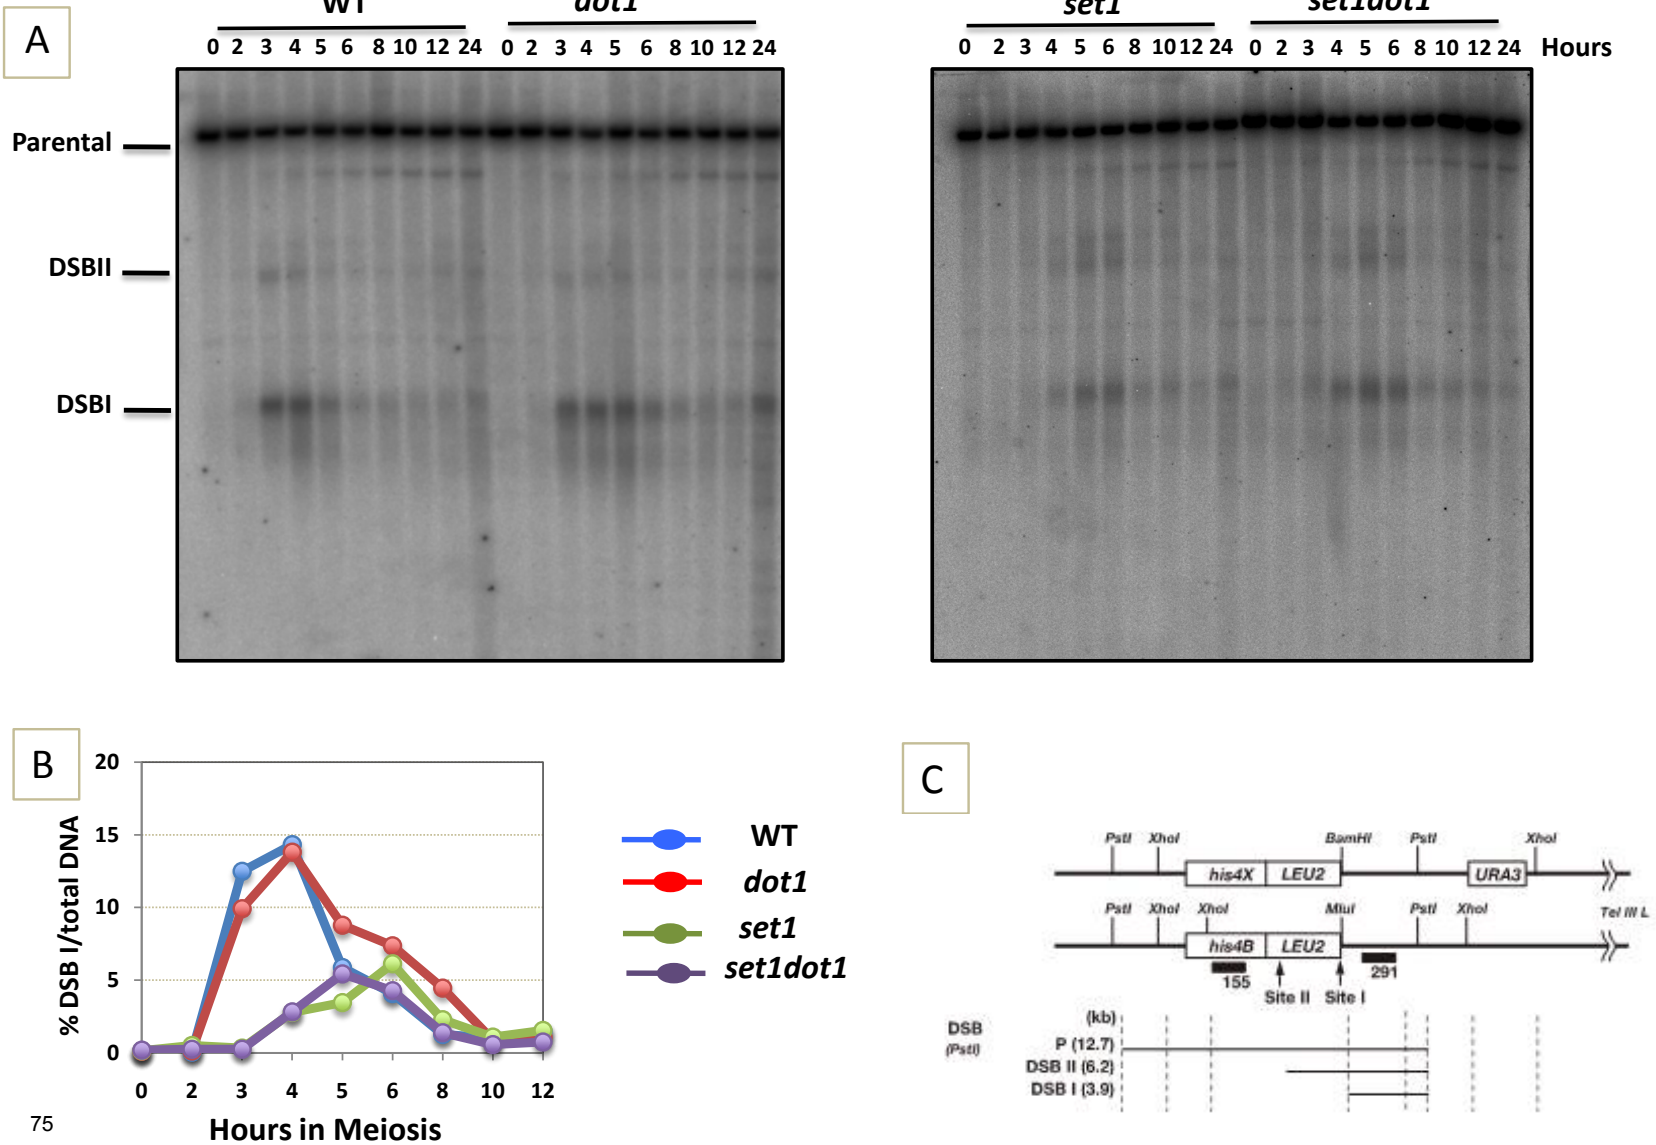 A
WT
dot1
set1
set1dot1
0 2 3 4 5 6 8 10 12 24 0 2 3 4 5 6 8 10 12 24
0 2 3 4 5 6 8 10 12 24 0 2 3 4 5 6 8 10 12 24 Hours
Parental
DSBII
DSBI
B
% DSB I/total DNA
20
15
10
5
0
0 2 3 4 5 6 8 10 12
Hours in Meiosis
WT
dot1
set1
set1dot1
C
PstI XhoI BamHI PstI XhoI
his4X LEU2 URA3
PstI XhoI XhoI MluI PstI XhoI Tel III L
his4B LEU2
155 291
Site II Site I
DSB (kb)
(PstI) P (12.7)
DSB II (6.2)
DSB I (3.9)
75